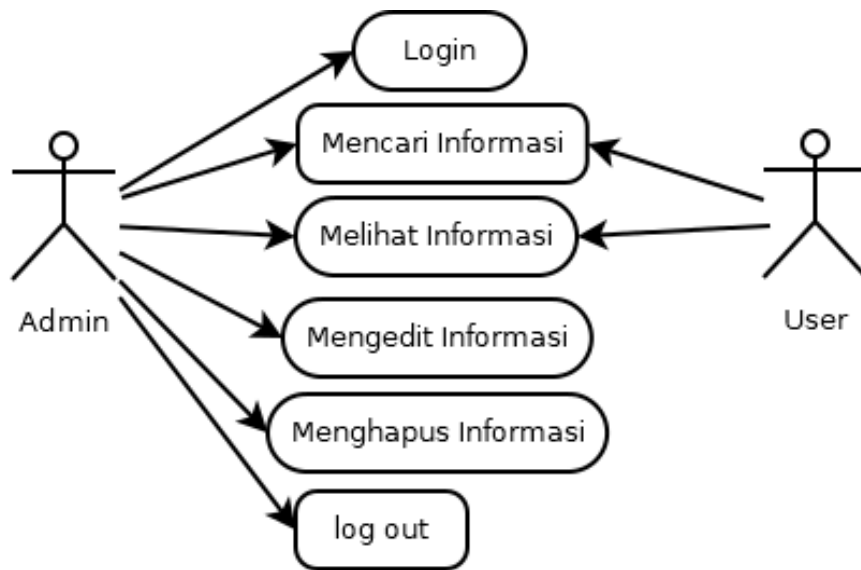 Login
Mencari Informasi
Melihat Informasi
Admin
User
Mengedit Informasi
Menghapus Informasi
log out